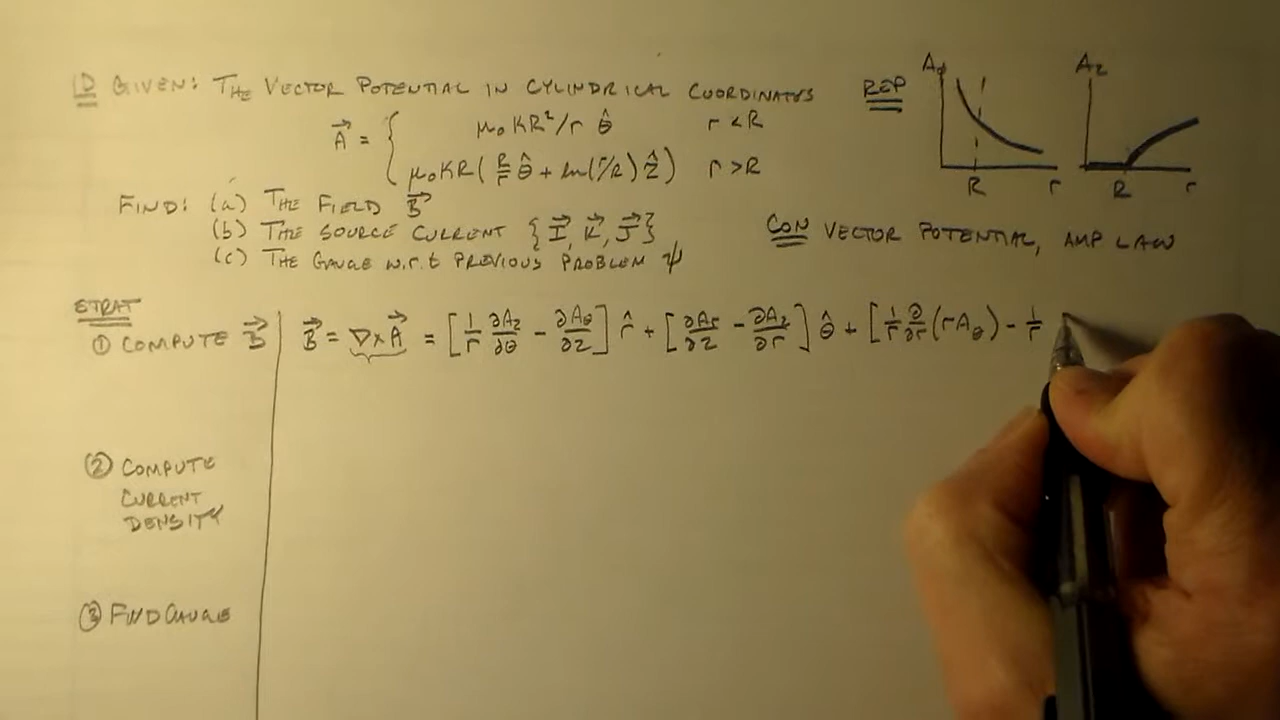 ID GIVEN: THE VECTOR POTENTIAL IN CYLINDRICAL COORDINATES
A⃗ = { μ₀KR²/r θ̂ r < R
μ₀KR(R/r θ̂ + ln(r/R) ẑ) r > R
FIND: (a) THE FIELD B⃗
(b) THE SOURCE CURRENT {I⃗, K⃗, J⃗}
(c) THE GAUGE w.r.t PREVIOUS PROBLEM ψ
REP
Aθ
R r
Az
R r
CON VECTOR POTENTIAL, AMP LAW
STRAT
① COMPUTE B⃗
B⃗ = ∇×A⃗ = [1/r ∂Az/∂θ − ∂Aθ/∂z] r̂ + [∂Ar/∂z − ∂Az/∂r] θ̂ + [1/r ∂/∂r (rAθ) − 1/r
② COMPUTE
CURRENT
DENSITY
③ FIND GAUGE